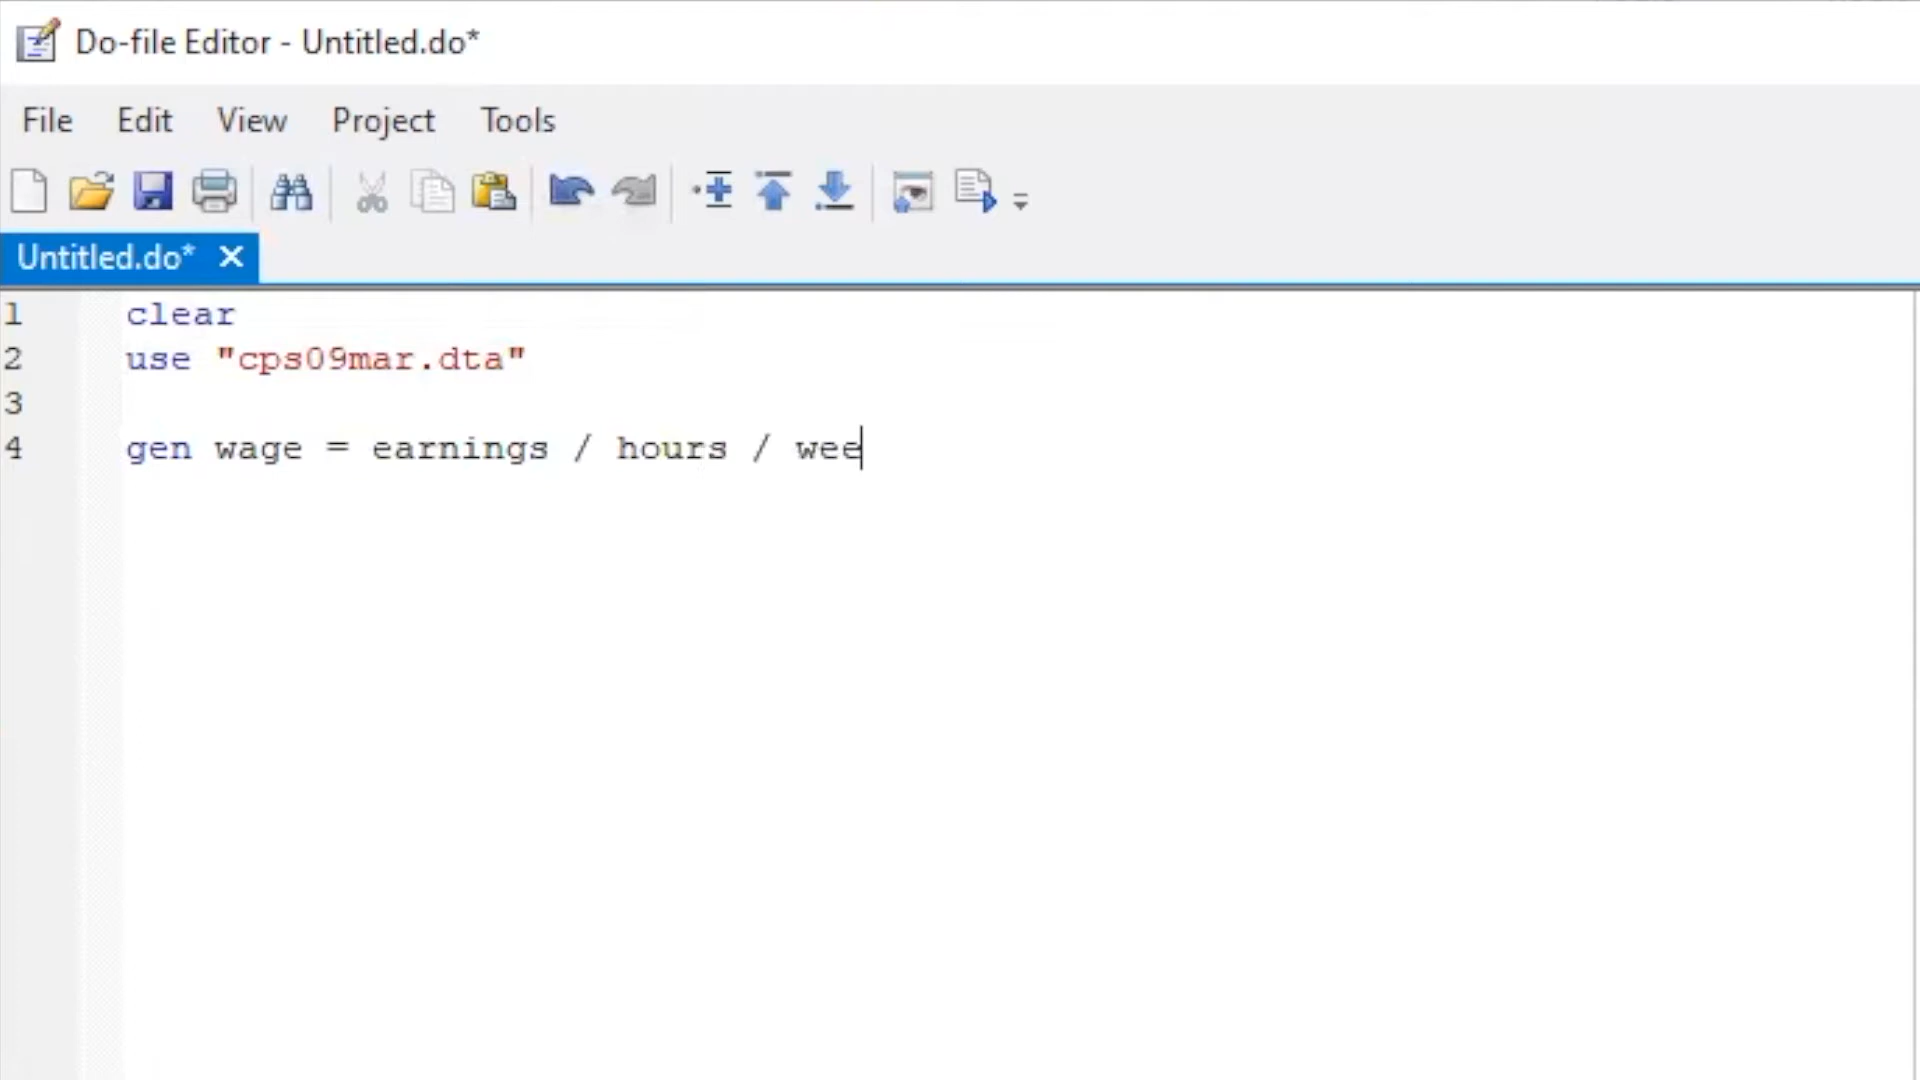 Do-file Editor - Untitled.do*
File Edit View Project Tools
Untitled.do*
1 clear
2 use "cps09mar.dta"
3
4 gen wage = earnings / hours / wee